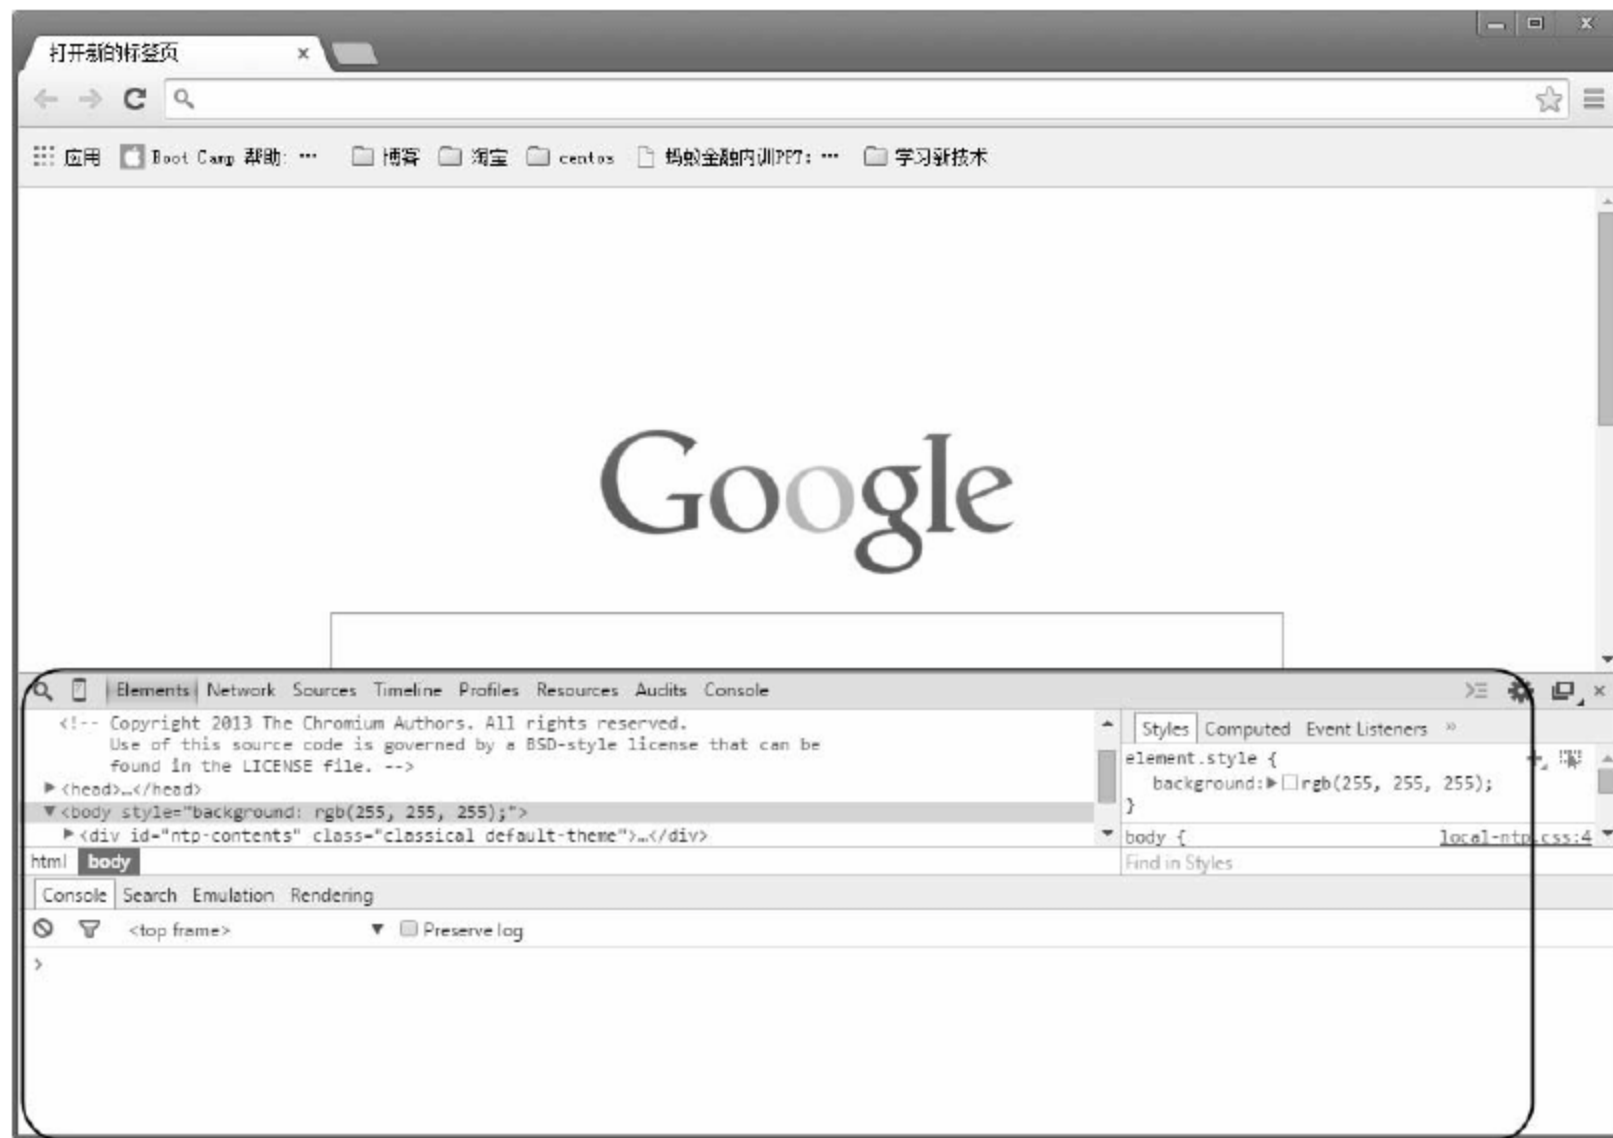 打开新的标签页
应用 Boot Camp 帮助: … 博客 淘宝 centos 蚂蚁金融内训PPT: … 学习新技术
Google
Elements Network Sources Timeline Profiles Resources Audits Console
<!-- Copyright 2013 The Chromium Authors. All rights reserved.
Use of this source code is governed by a BSD-style license that can be
found in the LICENSE file. -->
<head>…</head>
<body style="background: rgb(255, 255, 255);">
<div id="ntp-contents" class="classical default-theme">…</div>
html body
Styles Computed Event Listeners »
element.style {
background: rgb(255, 255, 255);
}
body { local-ntp.css:4
Find in Styles
Console Search Emulation Rendering
<top frame> Preserve log
>